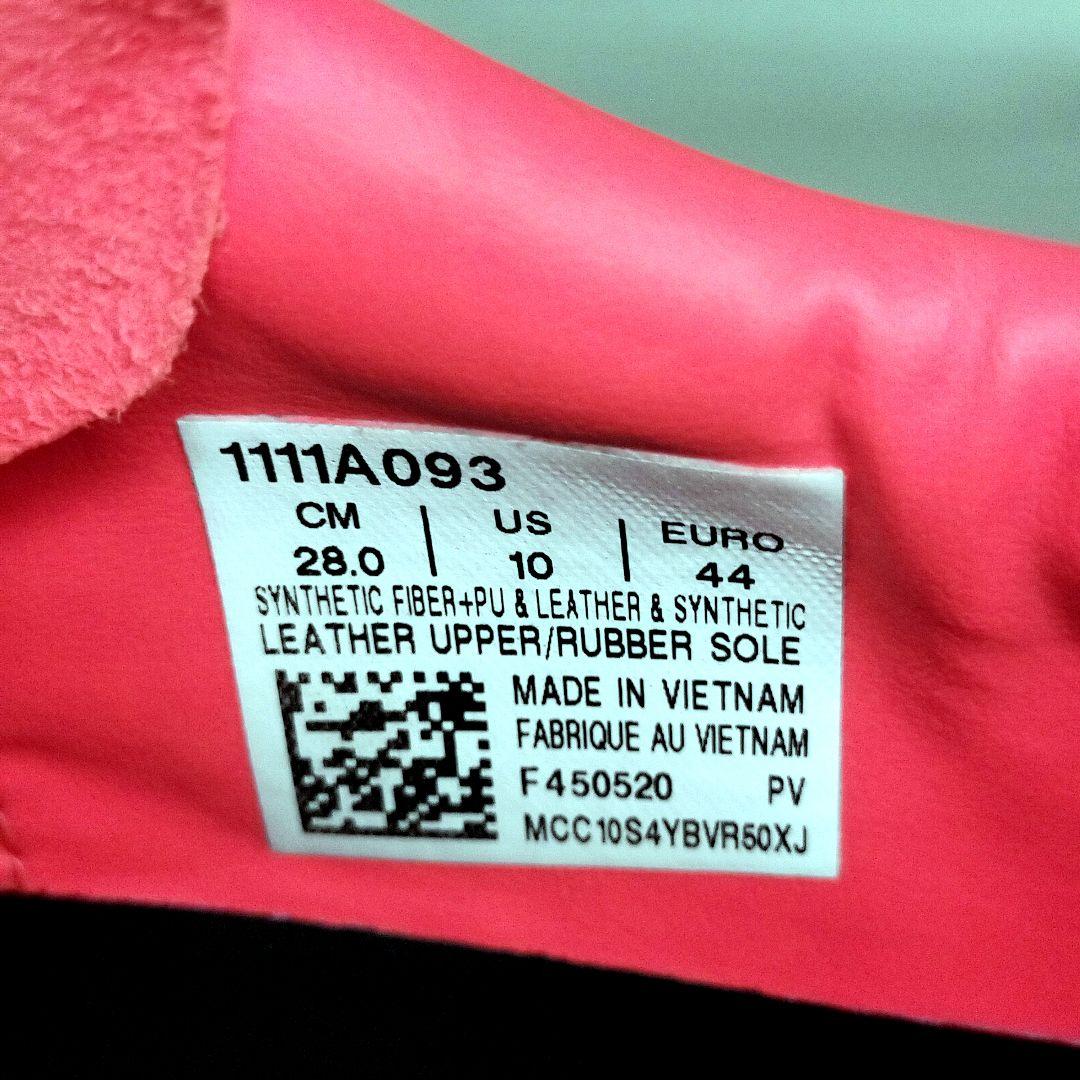 1111A093
CM | US | EURO
28.0 | 10 | 44
SYNTHETIC FIBER+PU & LEATHER & SYNTHETIC
LEATHER UPPER/RUBBER SOLE
MADE IN VIETNAM
FABRIQUE AU VIETNAM
F450520 PV
MCC10S4YBVR50XJ